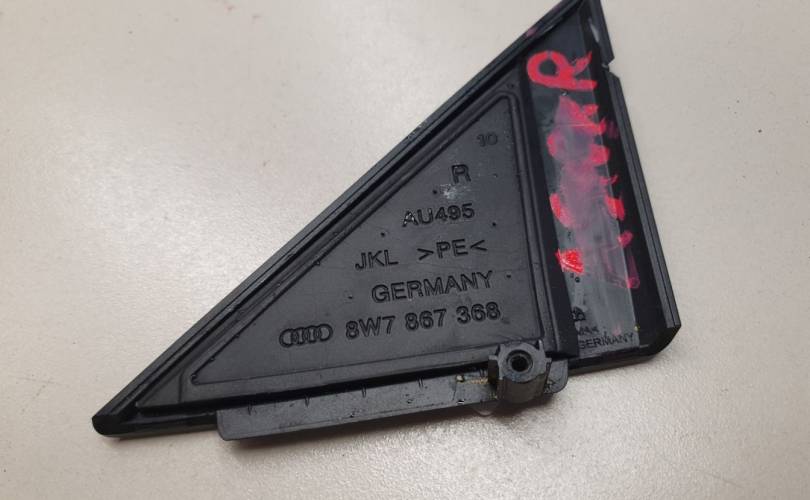 10
R
AU495
JKL >PE<
GERMANY
8W7 867 368
GERMANY